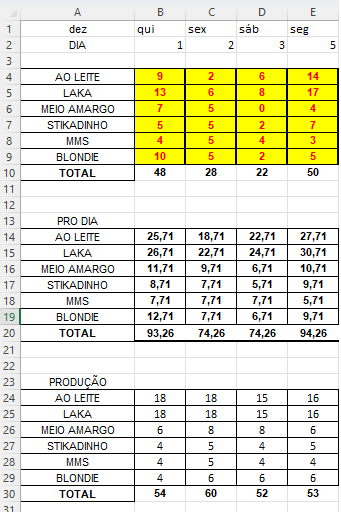 A B C D E
1 dez qui sex sáb seg
2 DIA 1 2 3 5
4 AO LEITE 9 2 6 14
5 LAKA 13 6 8 17
6 MEIO AMARGO 7 5 0 4
7 STIKADINHO 5 5 2 7
8 MMS 4 5 4 3
9 BLONDIE 10 5 2 5
10 TOTAL 48 28 22 50
11
12
13 PRO DIA
14 AO LEITE 25,71 18,71 22,71 27,71
15 LAKA 26,71 22,71 24,71 30,71
16 MEIO AMARGO 11,71 9,71 6,71 10,71
17 STIKADINHO 8,71 7,71 5,71 9,71
18 MMS 7,71 7,71 7,71 5,71
19 BLONDIE 12,71 7,71 6,71 9,71
20 TOTAL 93,26 74,26 74,26 94,26
21
22
23 PRODUÇÃO
24 AO LEITE 18 18 15 16
25 LAKA 18 18 15 16
26 MEIO AMARGO 6 8 8 6
27 STIKADINHO 4 5 4 5
28 MMS 4 5 4 4
29 BLONDIE 4 6 6 6
30 TOTAL 54 60 52 53
31